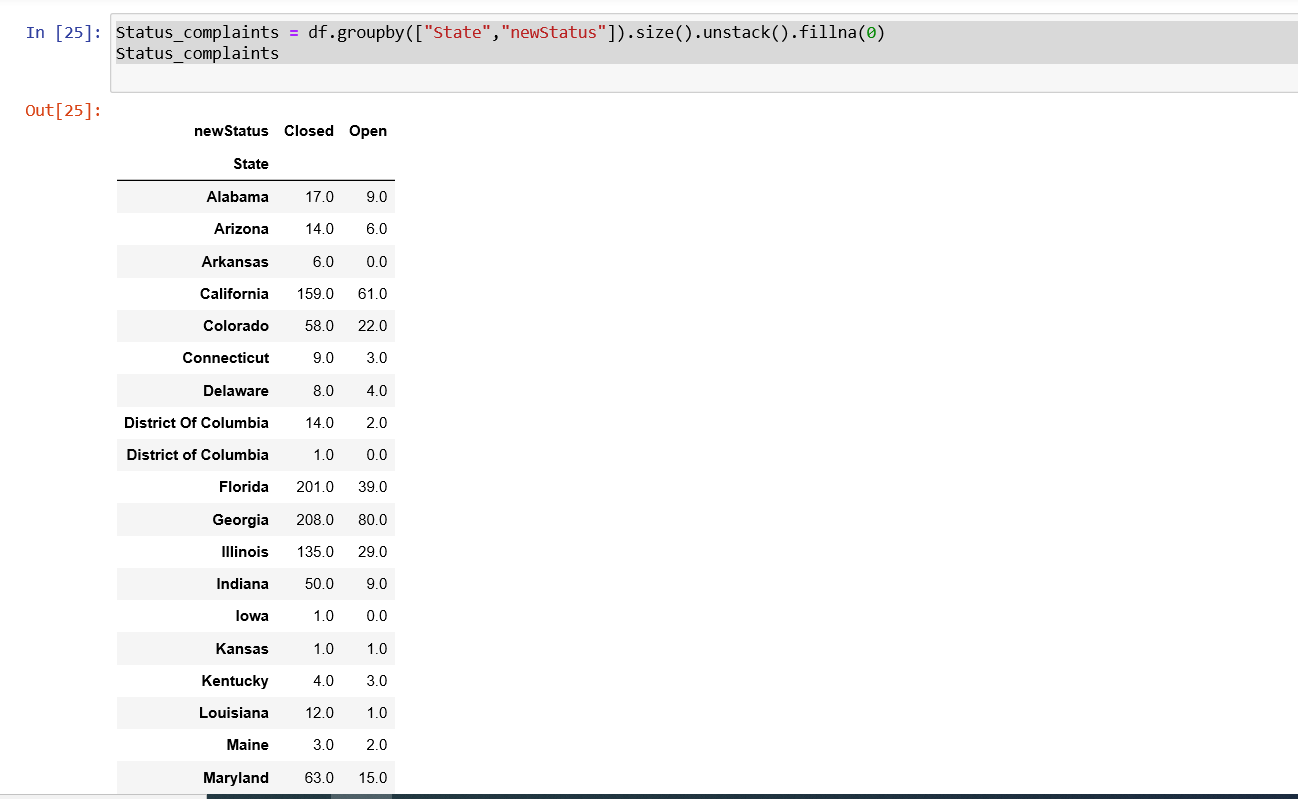 In [25]: Status_complaints = df.groupby(["State","newStatus"]).size().unstack().fillna(0)
Status_complaints
Out[25]:
newStatus Closed Open
State
Alabama 17.0 9.0
Arizona 14.0 6.0
Arkansas 6.0 0.0
California 159.0 61.0
Colorado 58.0 22.0
Connecticut 9.0 3.0
Delaware 8.0 4.0
District Of Columbia 14.0 2.0
District of Columbia 1.0 0.0
Florida 201.0 39.0
Georgia 208.0 80.0
Illinois 135.0 29.0
Indiana 50.0 9.0
Iowa 1.0 0.0
Kansas 1.0 1.0
Kentucky 4.0 3.0
Louisiana 12.0 1.0
Maine 3.0 2.0
Maryland 63.0 15.0